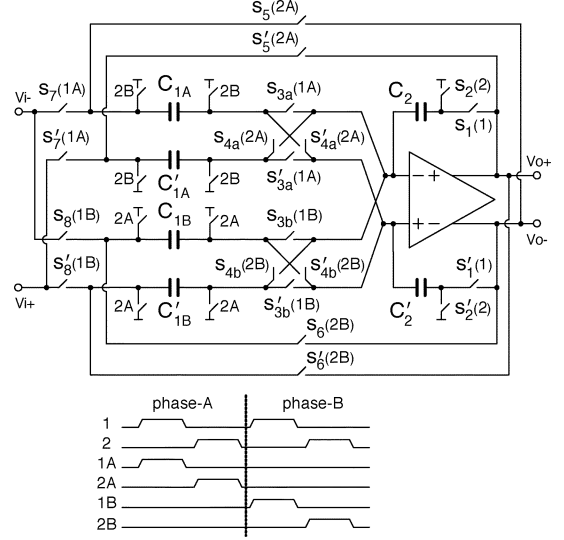 S5(2A)
S′5(2A)
S7(1A)
2B
C1A
2B
S3a(1A)
C2
S2(2)
Vi-
S1(1)
S′7(1A)
S4a(2A)
S′4a(2A)
2B
C′1A
2B
S′3a(1A)
− +
Vo+
S8(1B)
2A
C1B
2A
S3b(1B)
+ −
Vo-
S′8(1B)
S4b(2B)
S′4b(2B)
S′1(1)
Vi+
2A
C′1B
2A
S′3b(1B)
C′2
S′2(2)
S6(2B)
S′6(2B)
phase-A
phase-B
1
2
1A
2A
1B
2B